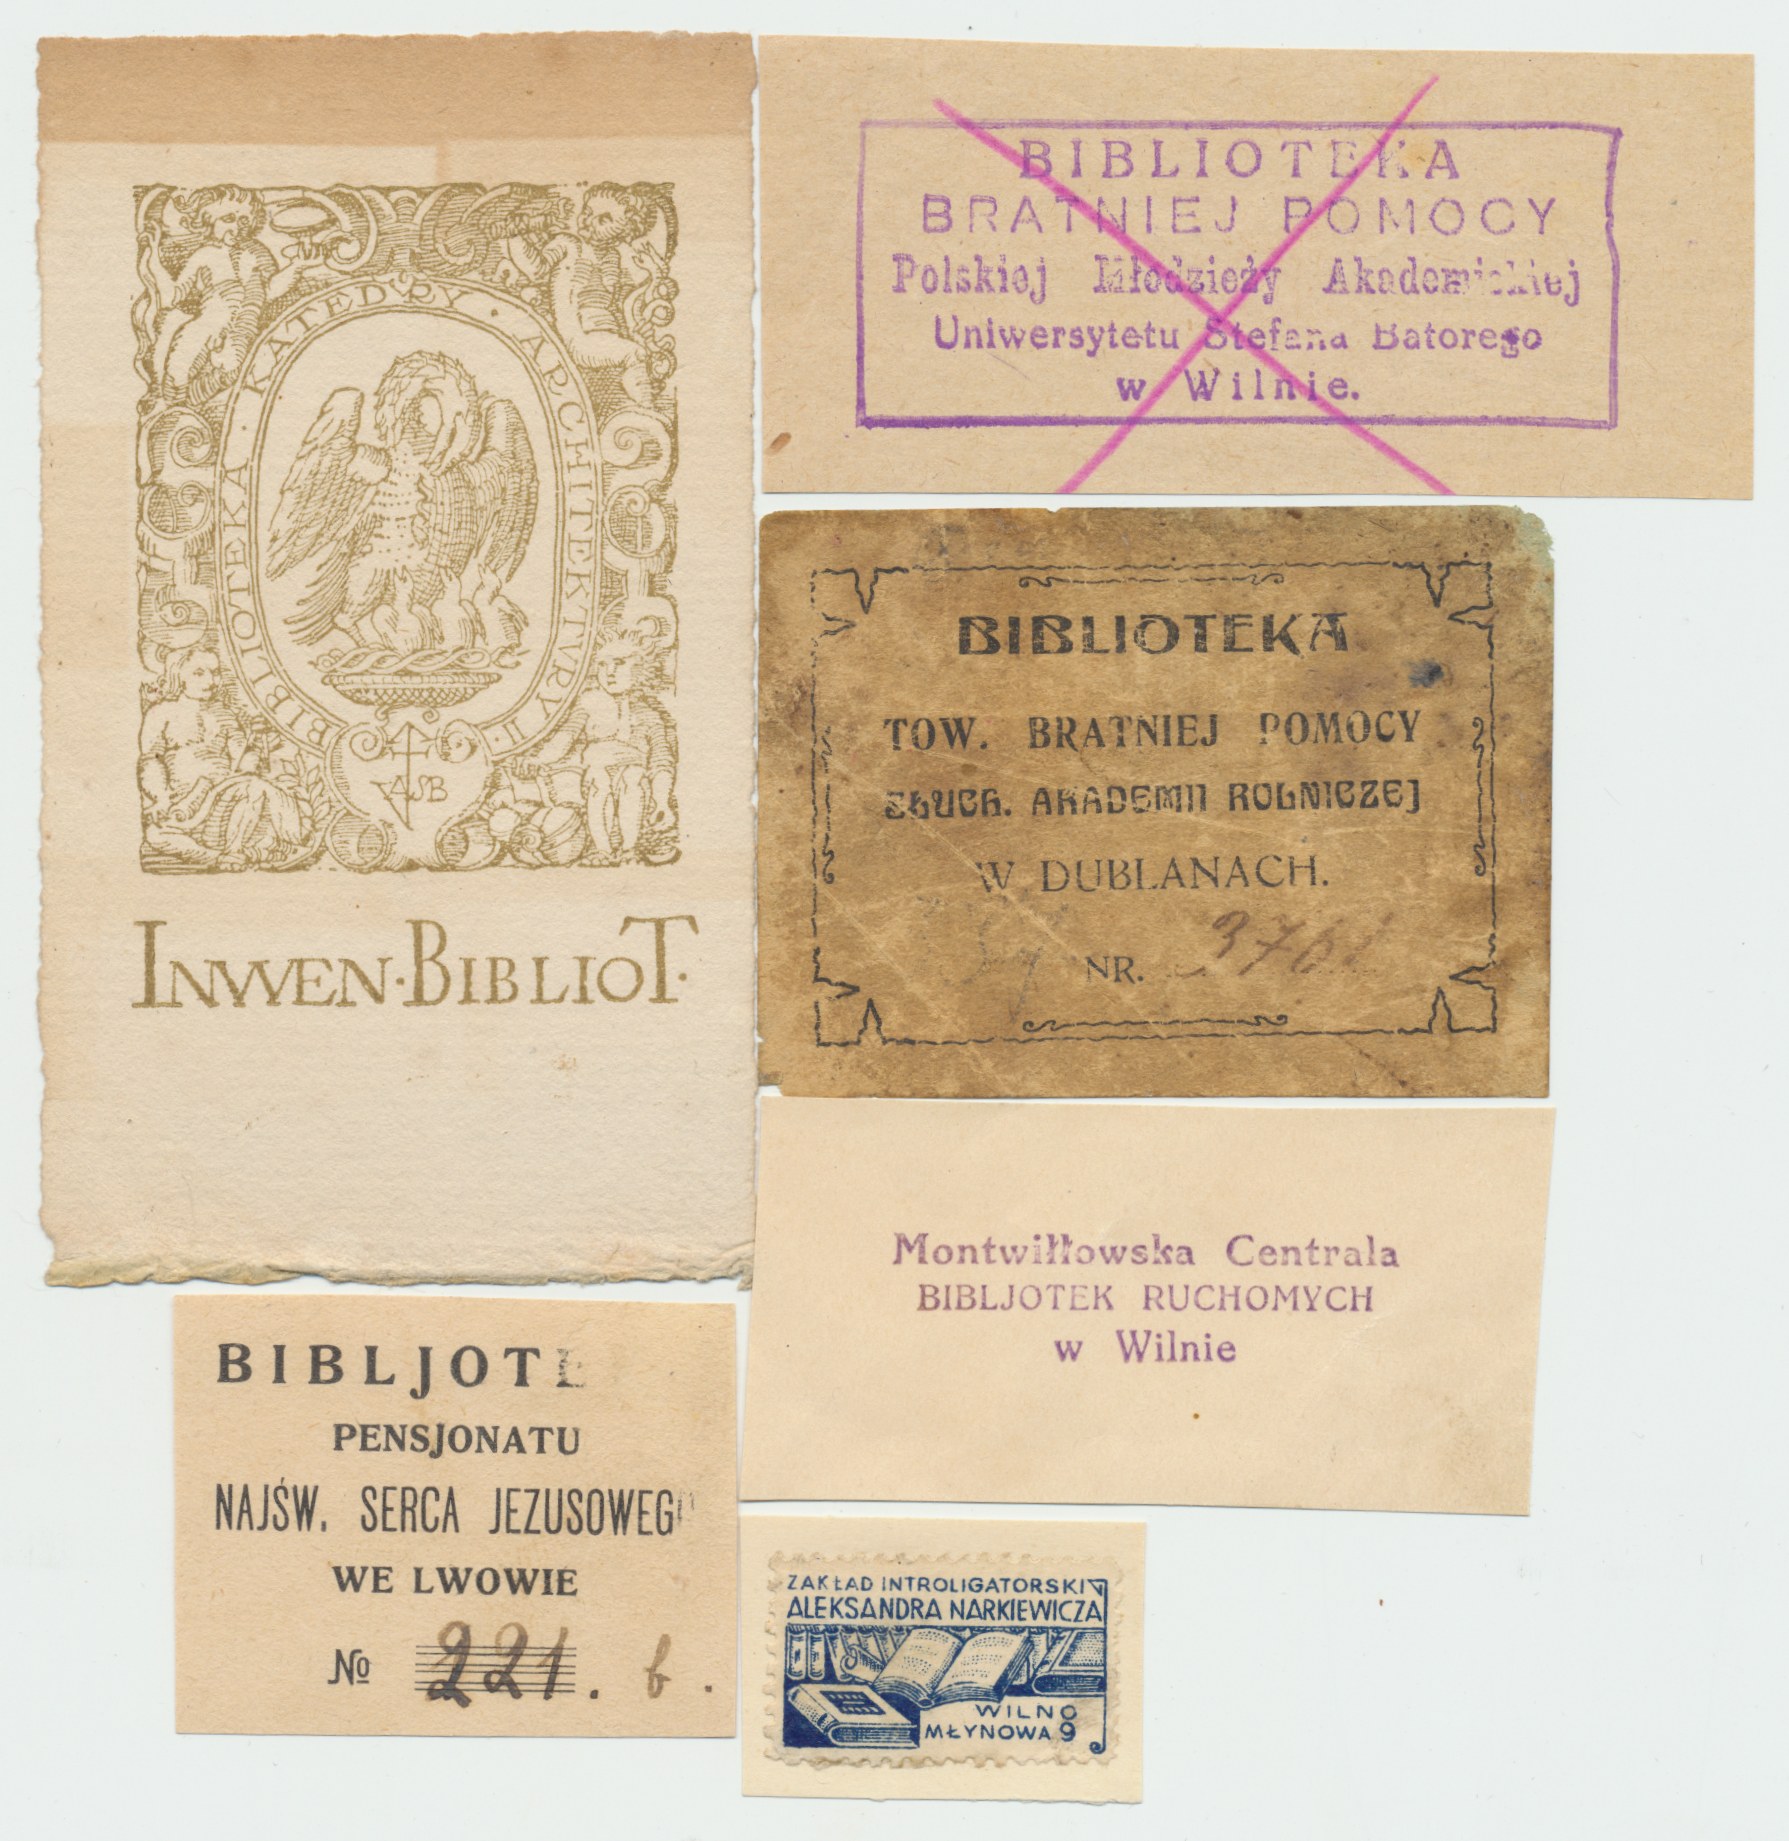 BIBLIOTEKA · KATEDRY · ARCHITEKTVRY II ·
ASB
INWEN·BIBLIOT·
BIBLIOTEKA
BRATNIEJ POMOCY
Polskiej Młodzieży Akademickiej
Uniwersytetu Stefana Batorego
w Wilnie.
BIBLIOTEKA
TOW. BRATNIEJ POMOCY
SŁUCH. AKADEMII ROLNICZEJ
W DUBLANACH.
NR. 3761
Montwiłłowska Centrala
BIBLJOTEK RUCHOMYCH
w Wilnie
BIBLJOTE
PENSJONATU
NAJŚW. SERCA JEZUSOWEGO
WE LWOWIE
No 221. b.
ZAKŁAD INTROLIGATORSKI
ALEKSANDRA NARKIEWICZA
WILNO
MŁYNOWA 9